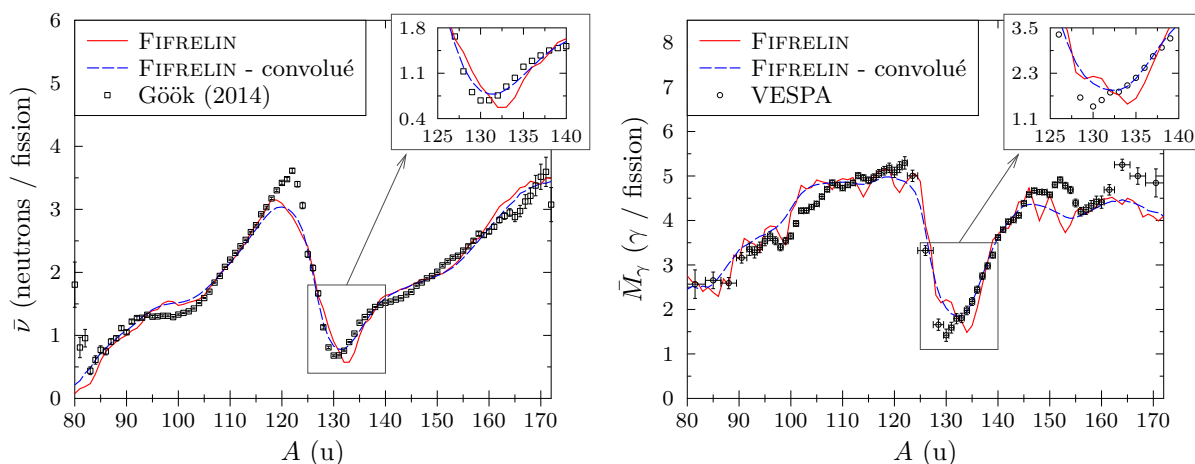 FIFRELIN
FIFRELIN - convolué
Göök (2014)
1.8
1.1
0.4
125 130 135 140
6
5
4
3
2
1
0
ν̄ (neutrons / fission)
80 90 100 110 120 130 140 150 160 170
A (u)
FIFRELIN
FIFRELIN - convolué
VESPA
3.5
2.3
1.1
125 130 135 140
8
7
6
5
4
3
2
1
0
M̄γ (γ / fission)
80 90 100 110 120 130 140 150 160 170
A (u)